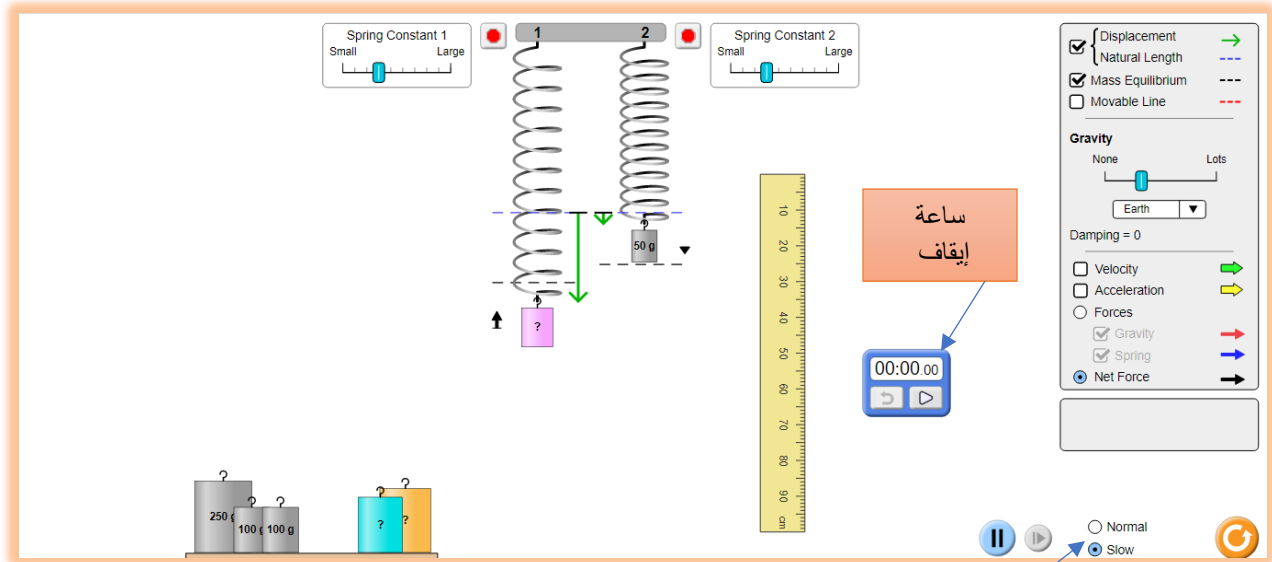 Spring Constant 1
Small Large
1 2
Spring Constant 2
Small Large
Displacement
Natural Length
Mass Equilibrium
Movable Line
Gravity
None Lots
Earth
Damping = 0
Velocity
Acceleration
Forces
Gravity
Spring
Net Force
50 g
?
10
20
30
40
50
60
70
80
90
cm
ساعة
إيقاف
00:00.00
250 g
100 g
100 g
?
?
Normal
Slow